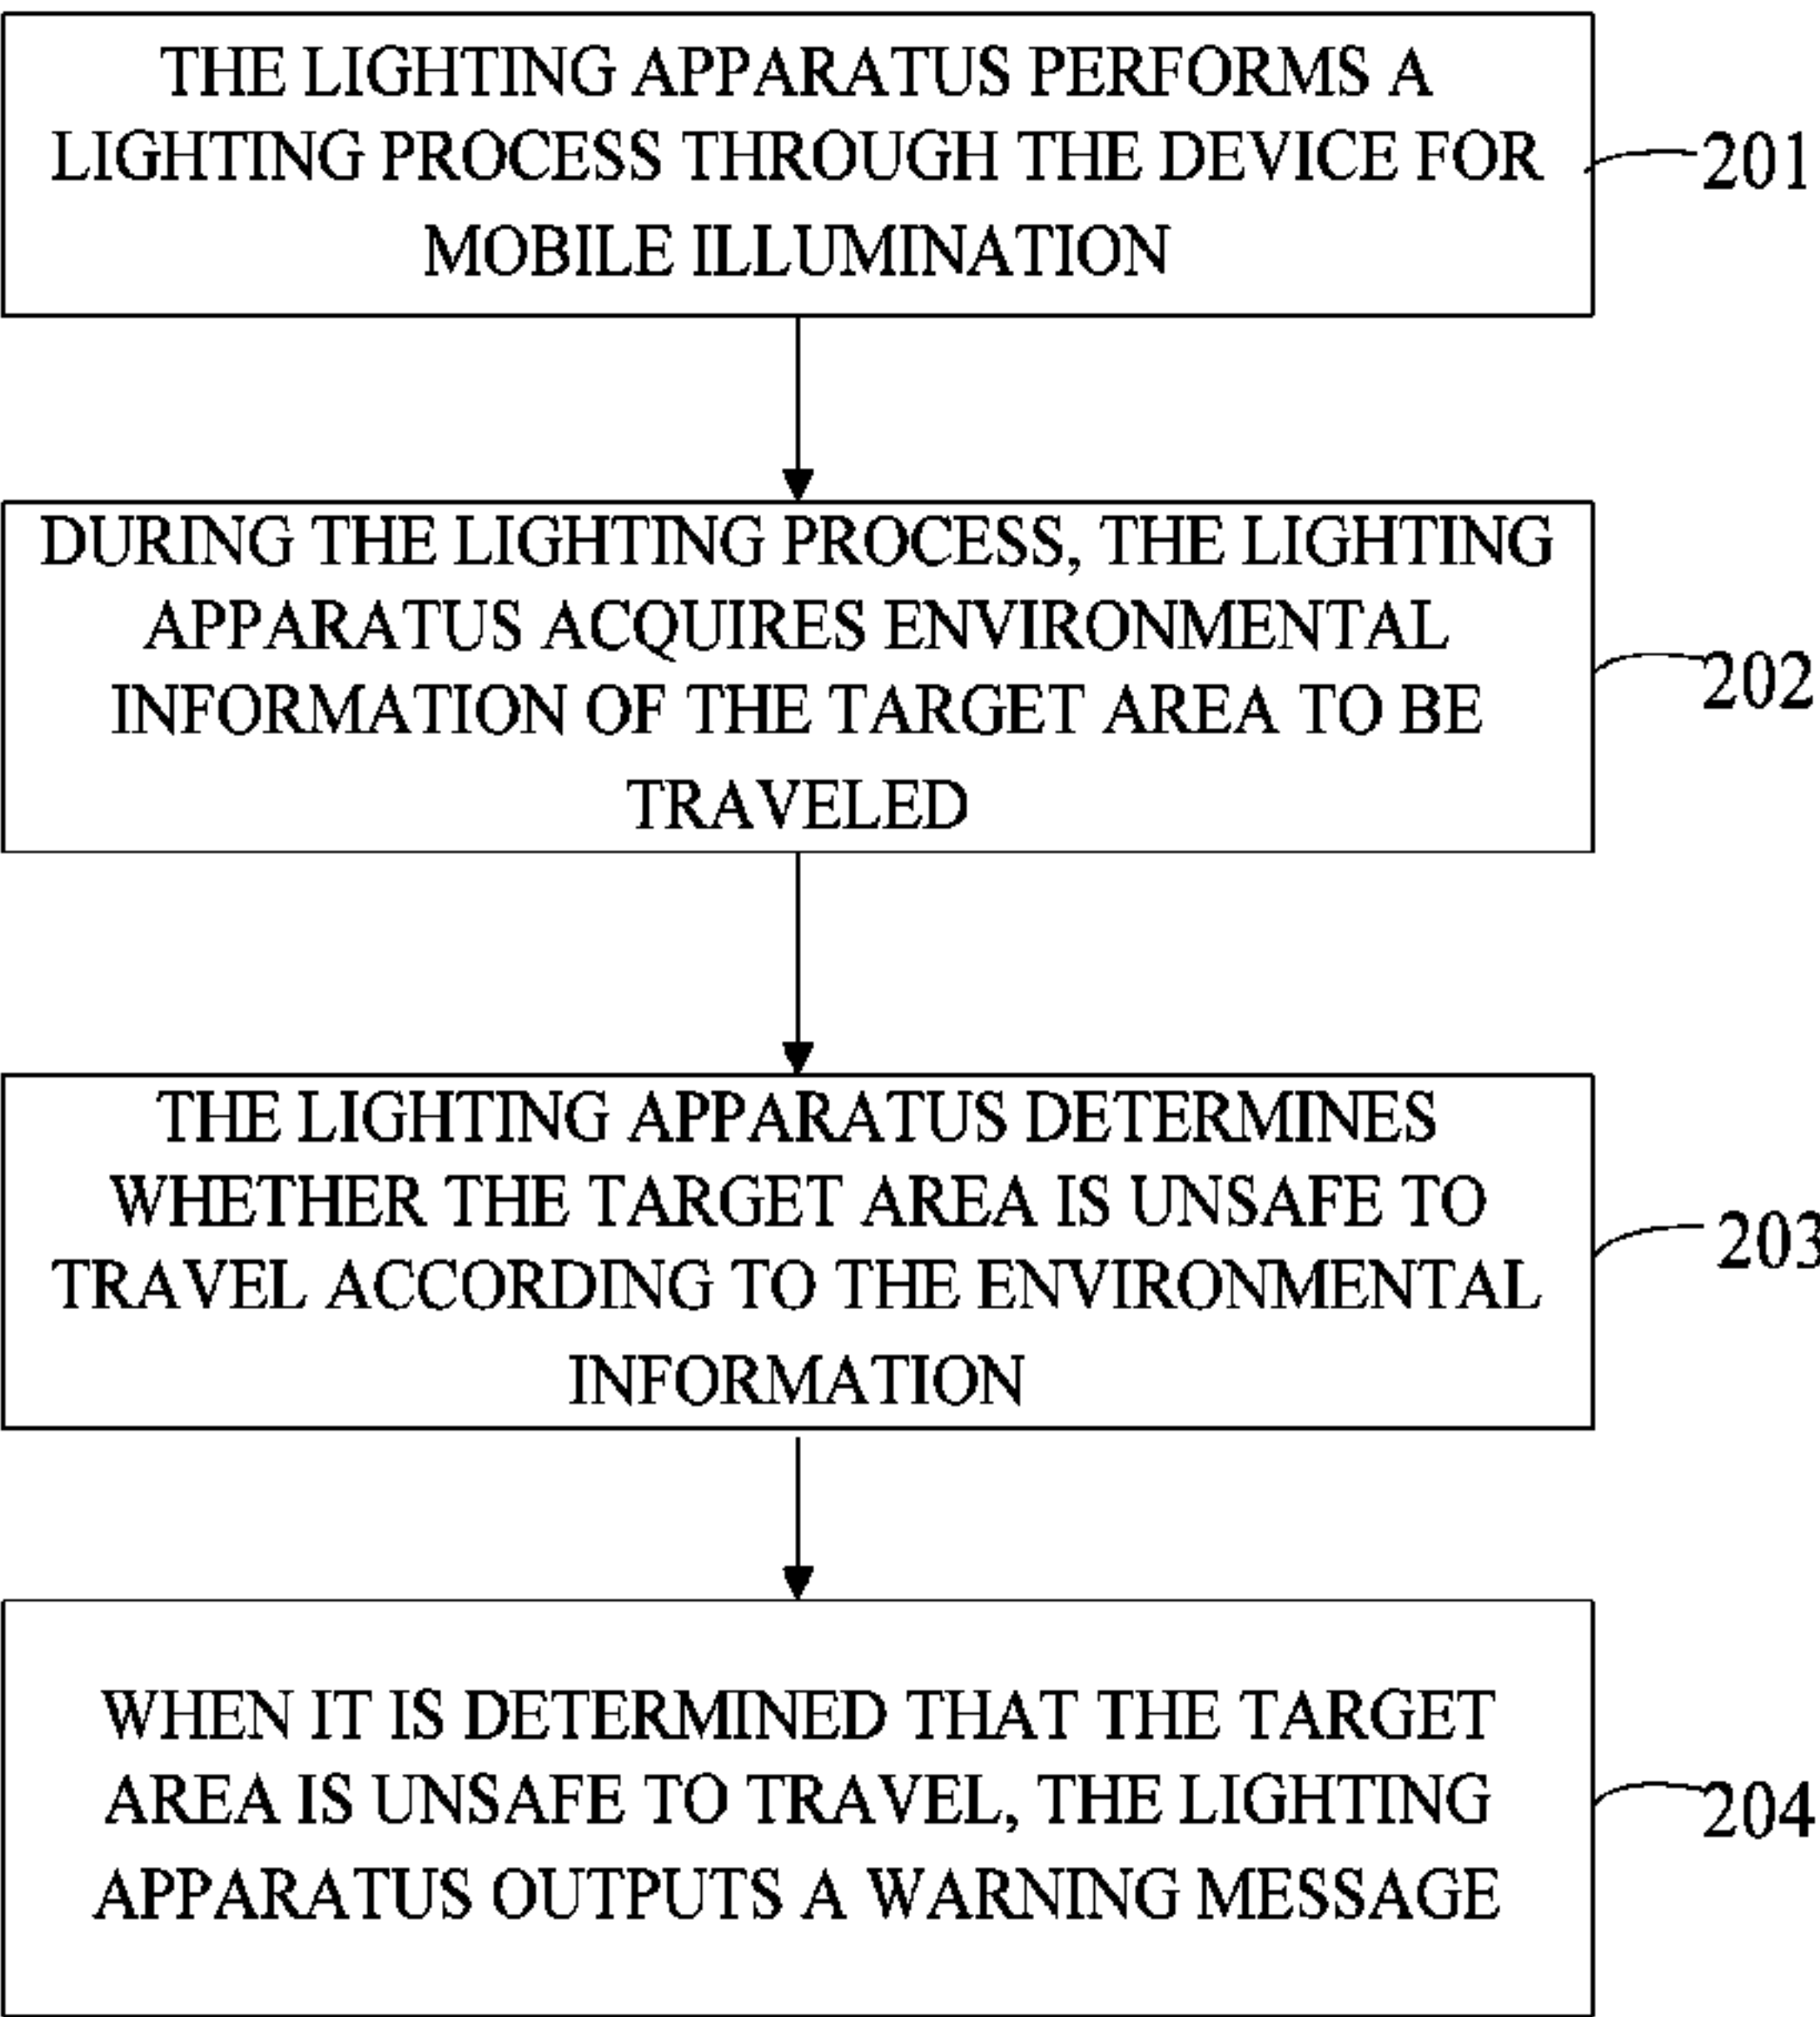 THE LIGHTING APPARATUS PERFORMS A
LIGHTING PROCESS THROUGH THE DEVICE FOR
MOBILE ILLUMINATION
201
DURING THE LIGHTING PROCESS, THE LIGHTING
APPARATUS ACQUIRES ENVIRONMENTAL
INFORMATION OF THE TARGET AREA TO BE
TRAVELED
202
THE LIGHTING APPARATUS DETERMINES
WHETHER THE TARGET AREA IS UNSAFE TO
TRAVEL ACCORDING TO THE ENVIRONMENTAL
INFORMATION
203
WHEN IT IS DETERMINED THAT THE TARGET
AREA IS UNSAFE TO TRAVEL, THE LIGHTING
APPARATUS OUTPUTS A WARNING MESSAGE
204